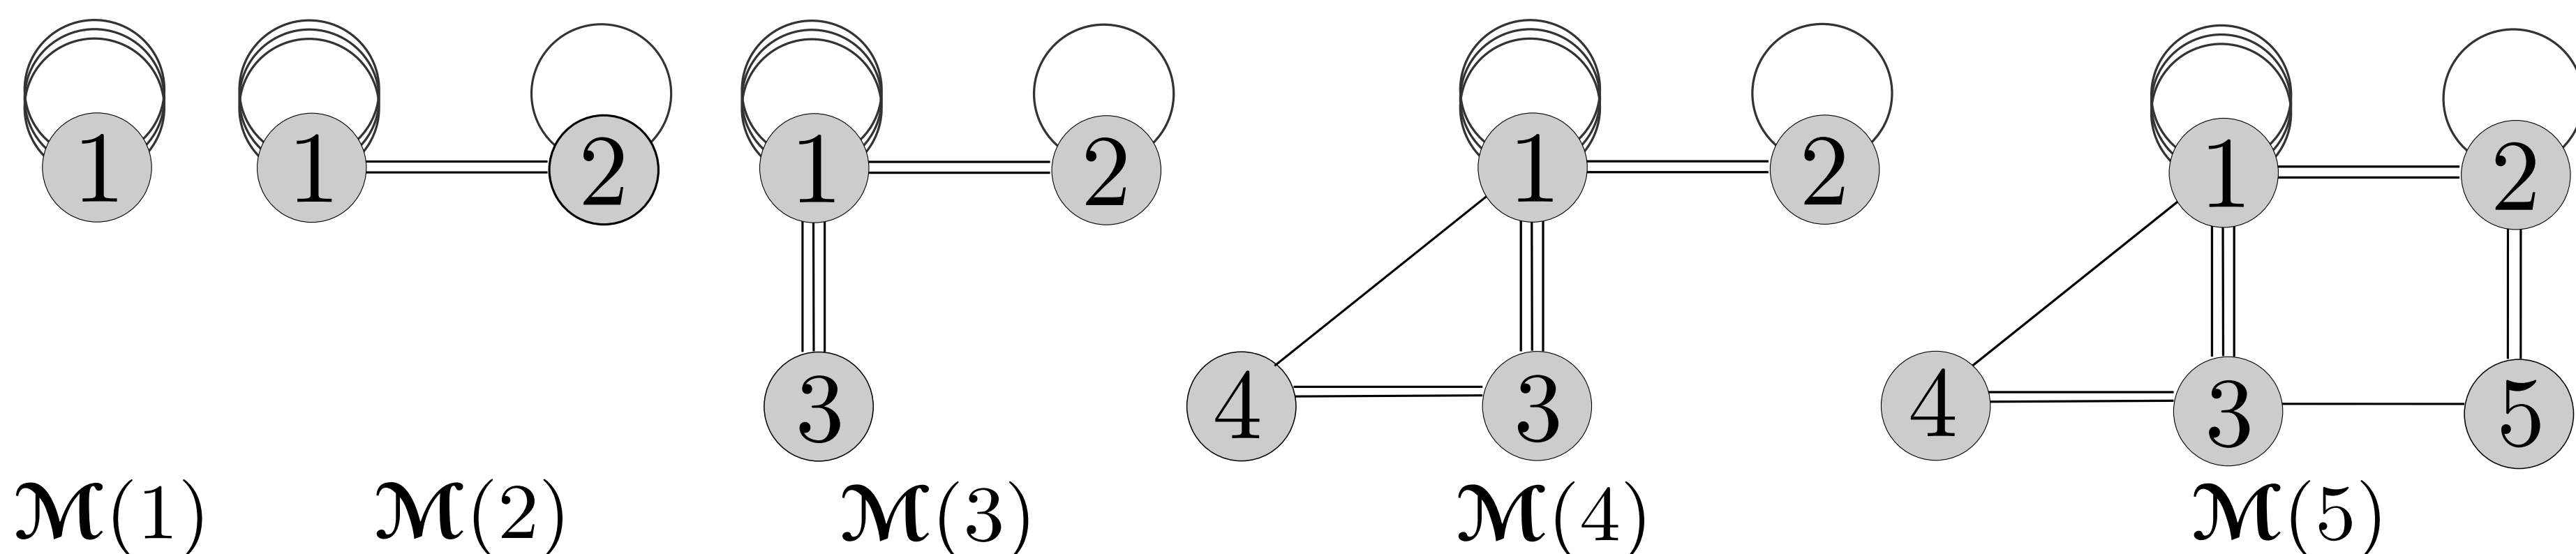 1 1 2 1 2 1 2 1 2
3 4 3 4 3 5
𝓜(1) 𝓜(2) 𝓜(3) 𝓜(4) 𝓜(5)